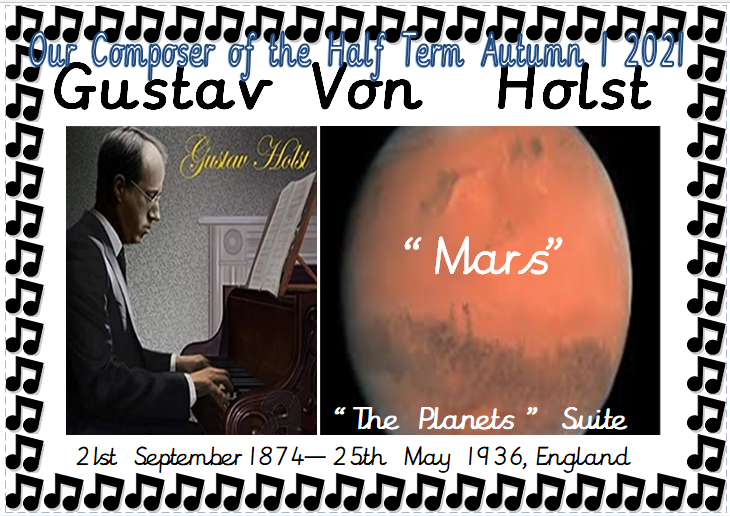 Our Composer of the Half Term Autumn 1 2021
Gustav Von Holst
Gustav Holst
“ Mars”
“ The Planets ” Suite
21st September 1874— 25th May 1936, England